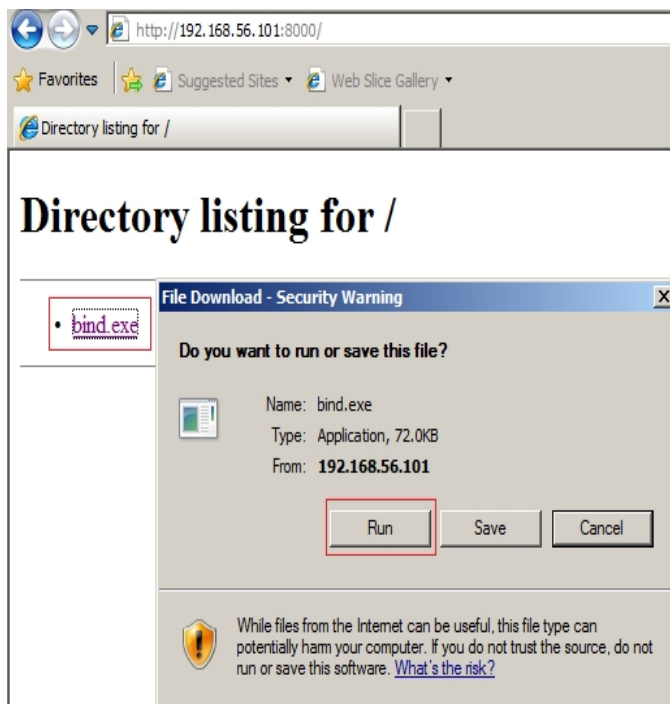 http://192.168.56.101:8000/
Favorites
Suggested Sites
Web Slice Gallery
Directory listing for /
Directory listing for /
• bind.exe
File Download - Security Warning
X
Do you want to run or save this file?
Name: bind.exe
Type: Application, 72.0KB
From: 192.168.56.101
Run
Save
Cancel
While files from the Internet can be useful, this file type can
potentially harm your computer. If you do not trust the source, do not
run or save this software. What's the risk?